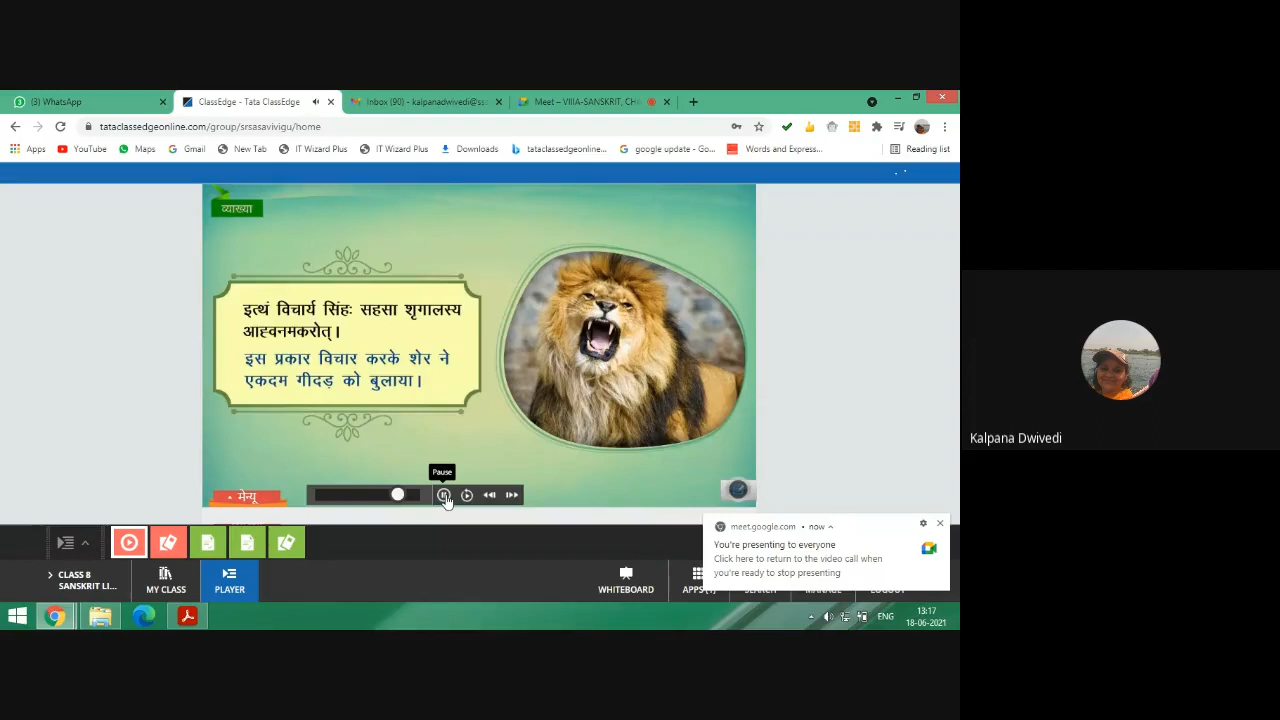 (3) WhatsApp
ClassEdge - Tata ClassEdge
Inbox (90) - kalpanadwivedi@ss
Meet – VIIIA-SANSKRIT, CH
tataclassedgeonline.com/group/srsasavivigu/home
Apps
YouTube
Maps
Gmail
New Tab
IT Wizard Plus
IT Wizard Plus
Downloads
tataclassedgeonline...
google update - Go...
Words and Express...
Reading list
व्याख्या
इत्थं विचार्य सिंहः सहसा शृगालस्य
आह्वनमकरोत्।
इस प्रकार विचार करके शेर ने
एकदम गीदड़ को बुलाया।
Pause
मेन्यू
Kalpana Dwivedi
meet.google.com • now
You're presenting to everyone
Click here to return to the video call when
you're ready to stop presenting
CLASS 8
SANSKRIT LI...
MY CLASS
PLAYER
WHITEBOARD
ENG
13:17
18-06-2021